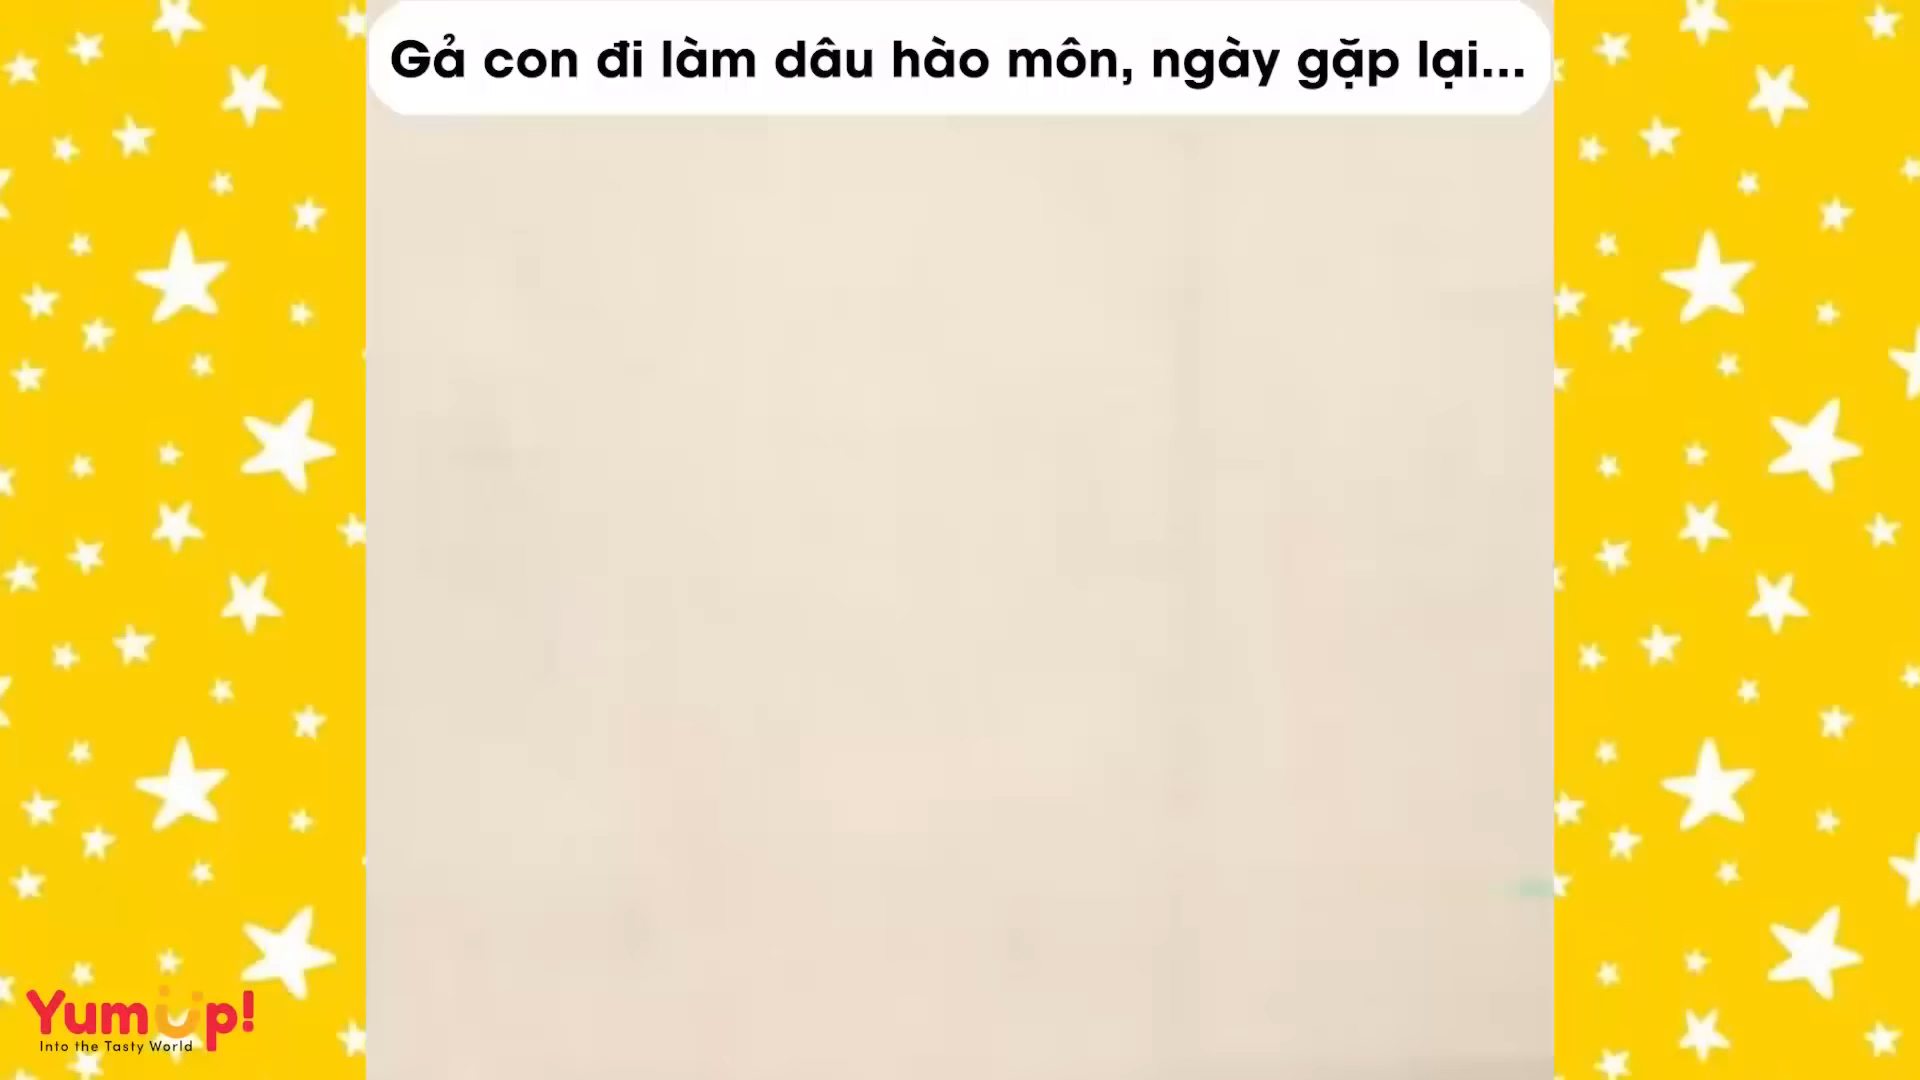 Gả con đi làm dâu hào môn, ngày gặp lại...
YumUp!
Into the Tasty World